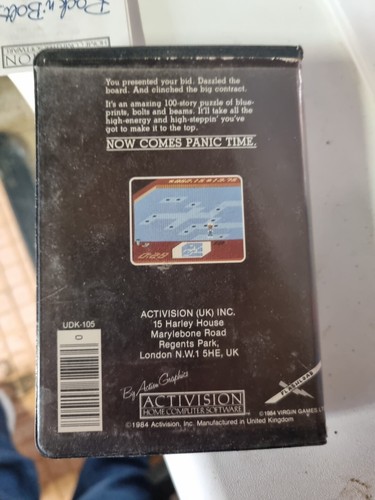 Rock n' Bolt
You presented your bid. Dazzled the
board. And clinched the big contract.
It's an amazing 100-story puzzle of blue-
prints, bolts and beams. It'll take all the
high-energy and high-steppin' you've
got to make it to the top.
NOW COMES PANIC TIME.
ACTIVISION (UK) INC.
15 Harley House
Marylebone Road
Regents Park,
London N.W.1 5HE, UK
UDK-105
0
By Action Graphics
ACTIVISION
HOME COMPUTER SOFTWARE
©1984 VIRGIN GAMES L
©1984 Activision, Inc. Manufactured in United Kingdom